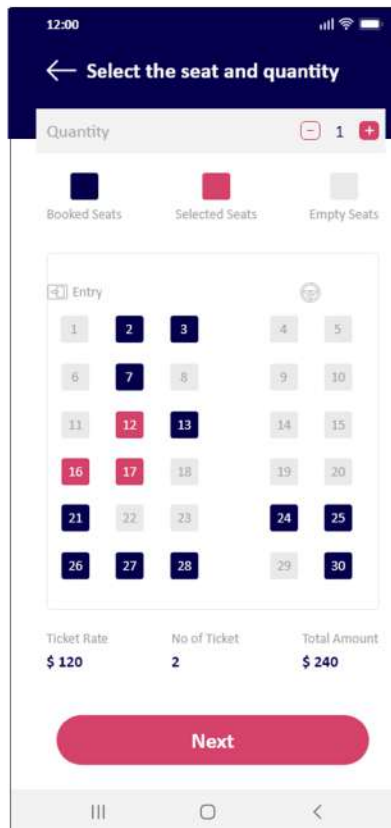 12:00
Select the seat and quantity
Quantity 1
Booked Seats Selected Seats Empty Seats
Entry
1 2 3 4 5
6 7 8 9 10
11 12 13 14 15
16 17 18 19 20
21 22 23 24 25
26 27 28 29 30
Ticket Rate No of Ticket Total Amount
$ 120 2 $ 240
Next